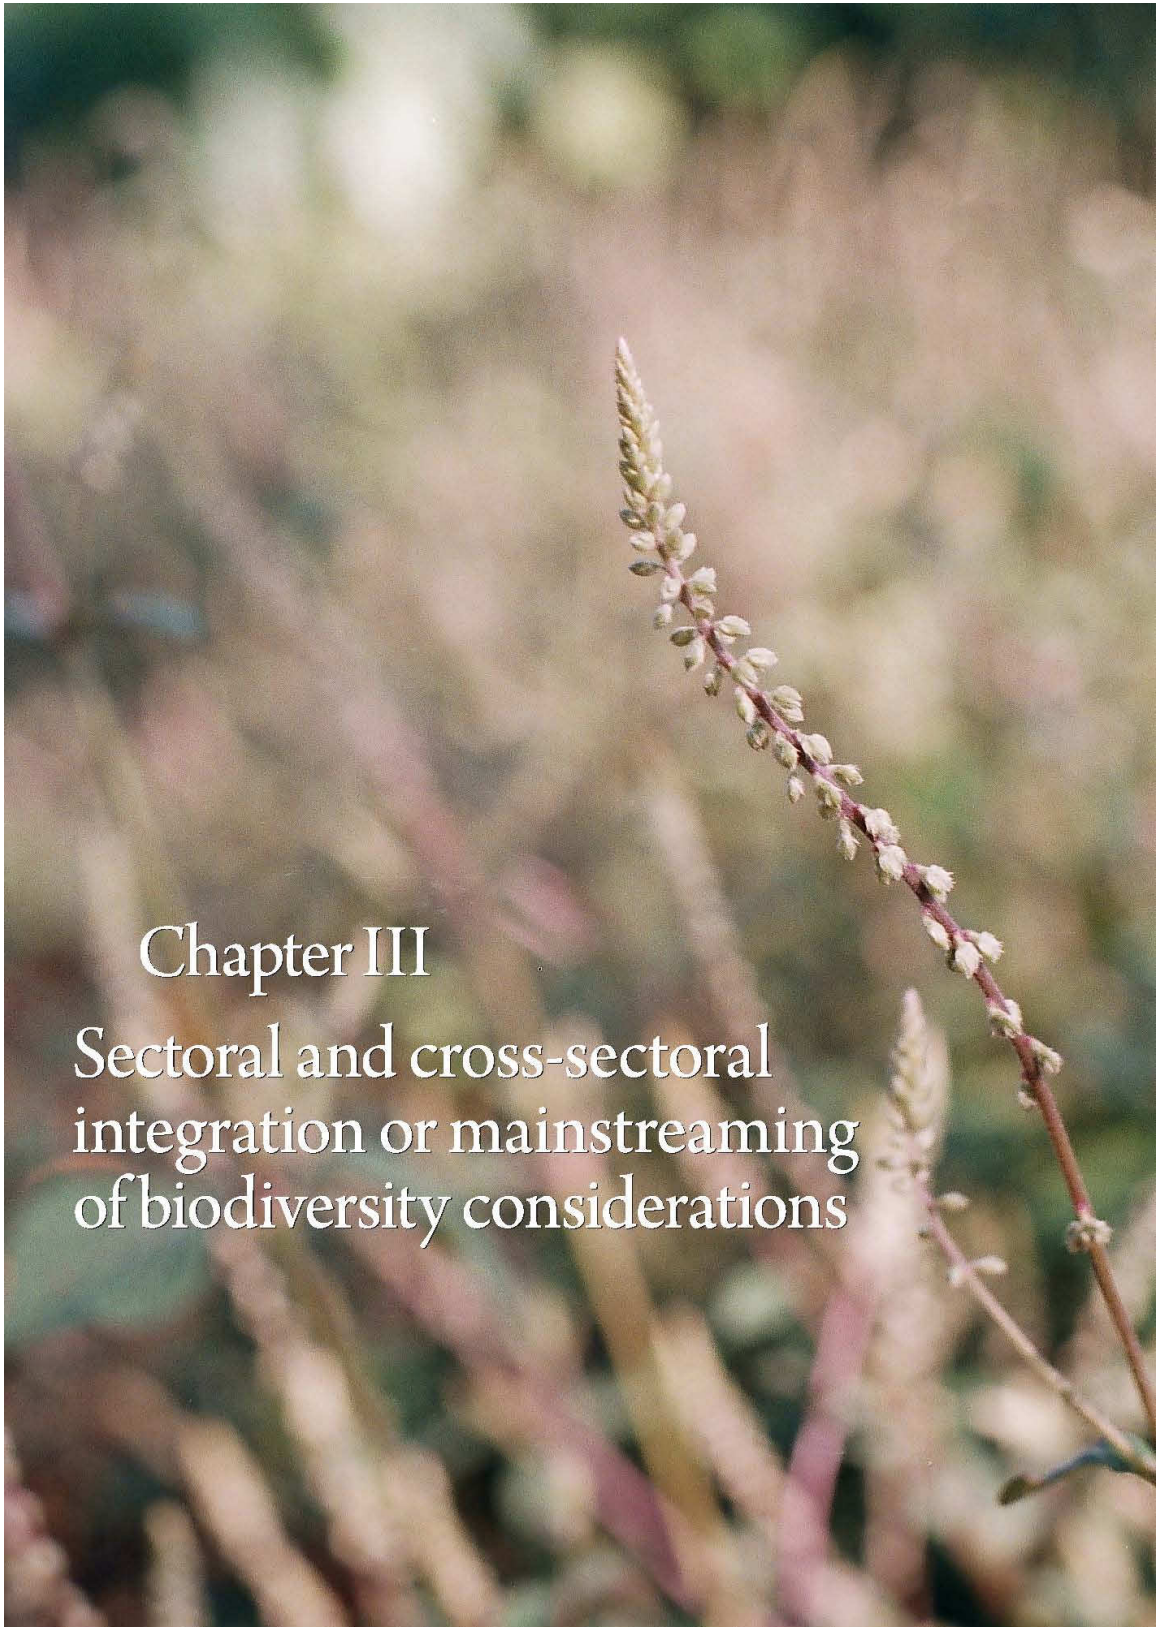 Chapter III
Sectoral and cross-sectoral
integration or mainstreaming
of biodiversity considerations